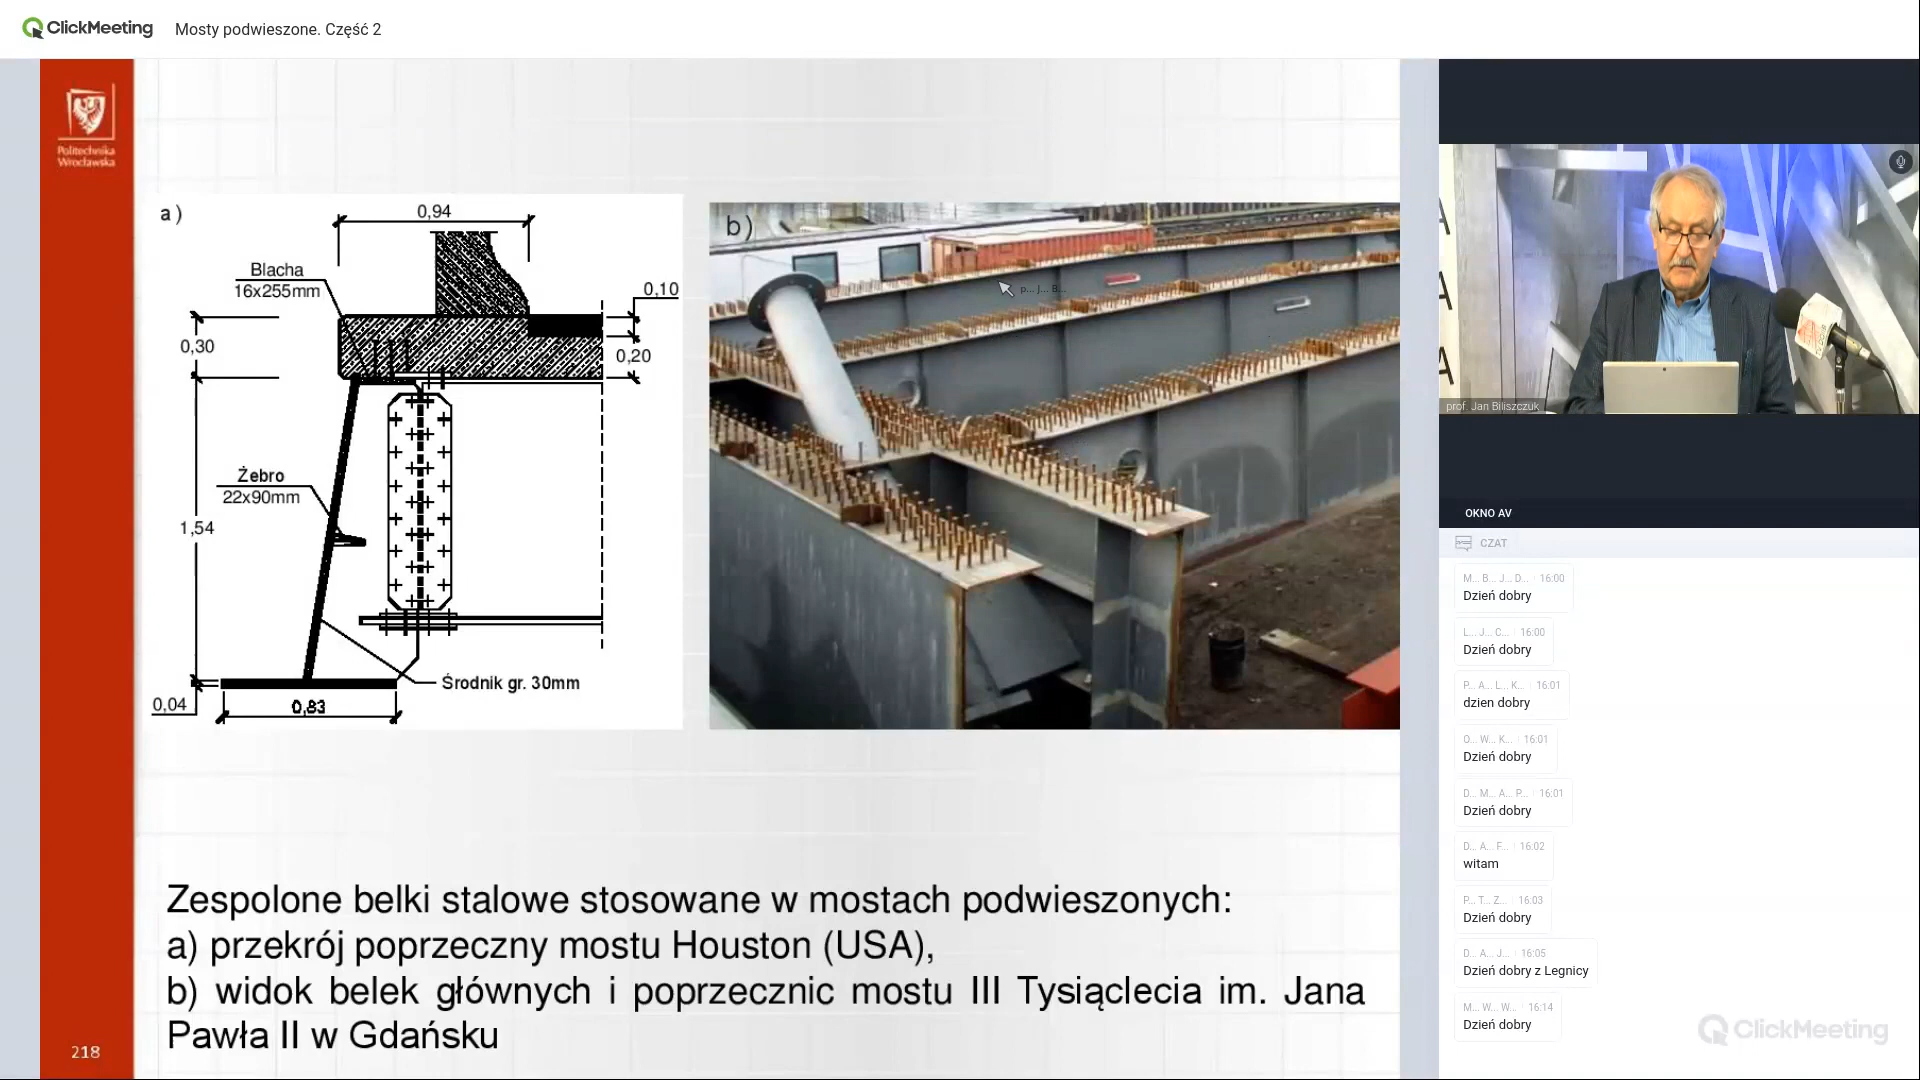 ClickMeeting
Mosty podwieszone. Część 2
Politechnika
Wrocławska
a)
0,94
Blacha
16x255mm
0,10
0,30
0,20
Żebro
22x90mm
1,54
Środnik gr. 30mm
0,04
0,83
b)
p... J... B...
Zespolone belki stalowe stosowane w mostach podwieszonych:
a) przekrój poprzeczny mostu Houston (USA),
b) widok belek głównych i poprzecznic mostu III Tysiąclecia im. Jana
Pawła II w Gdańsku
218
prof. Jan Biliszczuk
OKNO AV
CZAT
M... B... J... D... 16:00
Dzień dobry
L... J... C... 16:00
Dzień dobry
P... A... L... K... 16:01
dzien dobry
O... W... K... 16:01
Dzień dobry
D... M... A... P... 16:01
Dzień dobry
D... A... F... 16:02
witam
P... T... Z... 16:03
Dzień dobry
D... A... J... 16:05
Dzień dobry z Legnicy
M... W... W... 16:14
Dzień dobry
ClickMeeting